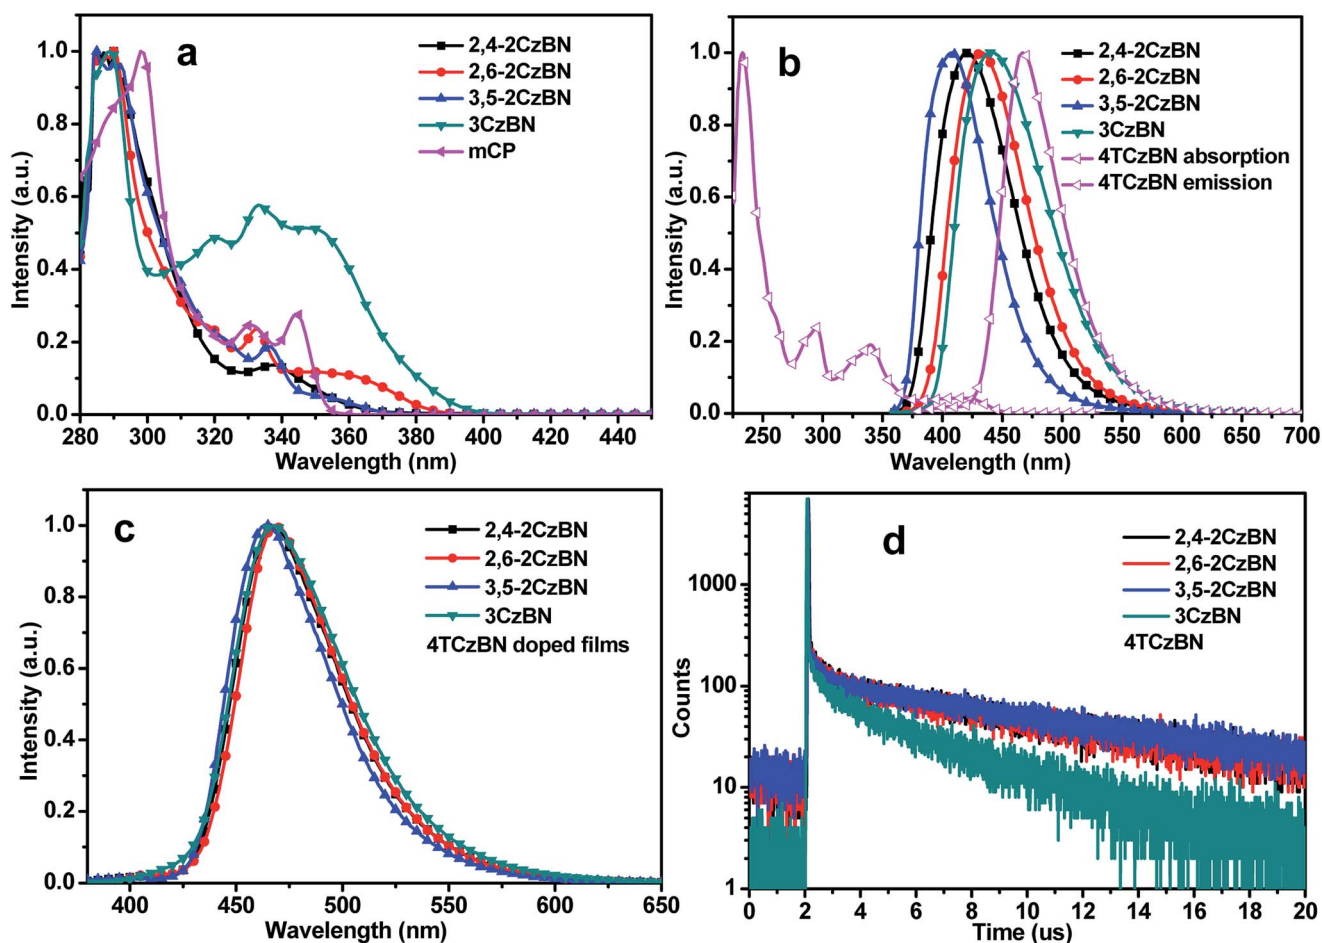 a
2,4-2CzBN
2,6-2CzBN
3,5-2CzBN
3CzBN
mCP
Intensity (a.u.)
1.0
0.8
0.6
0.4
0.2
0.0
280 300 320 340 360 380 400 420 440
Wavelength (nm)
b
2,4-2CzBN
2,6-2CzBN
3,5-2CzBN
3CzBN
4TCzBN absorption
4TCzBN emission
Intensity (a.u.)
1.0
0.8
0.6
0.4
0.2
0.0
250 300 350 400 450 500 550 600 650 700
Wavelength (nm)
c
2,4-2CzBN
2,6-2CzBN
3,5-2CzBN
3CzBN
4TCzBN doped films
Intensity (a.u.)
1.0
0.8
0.6
0.4
0.2
0.0
400 450 500 550 600 650
Wavelength (nm)
d
2,4-2CzBN
2,6-2CzBN
3,5-2CzBN
3CzBN
4TCzBN
Counts
1000
100
10
1
0 2 4 6 8 10 12 14 16 18 20
Time (us)